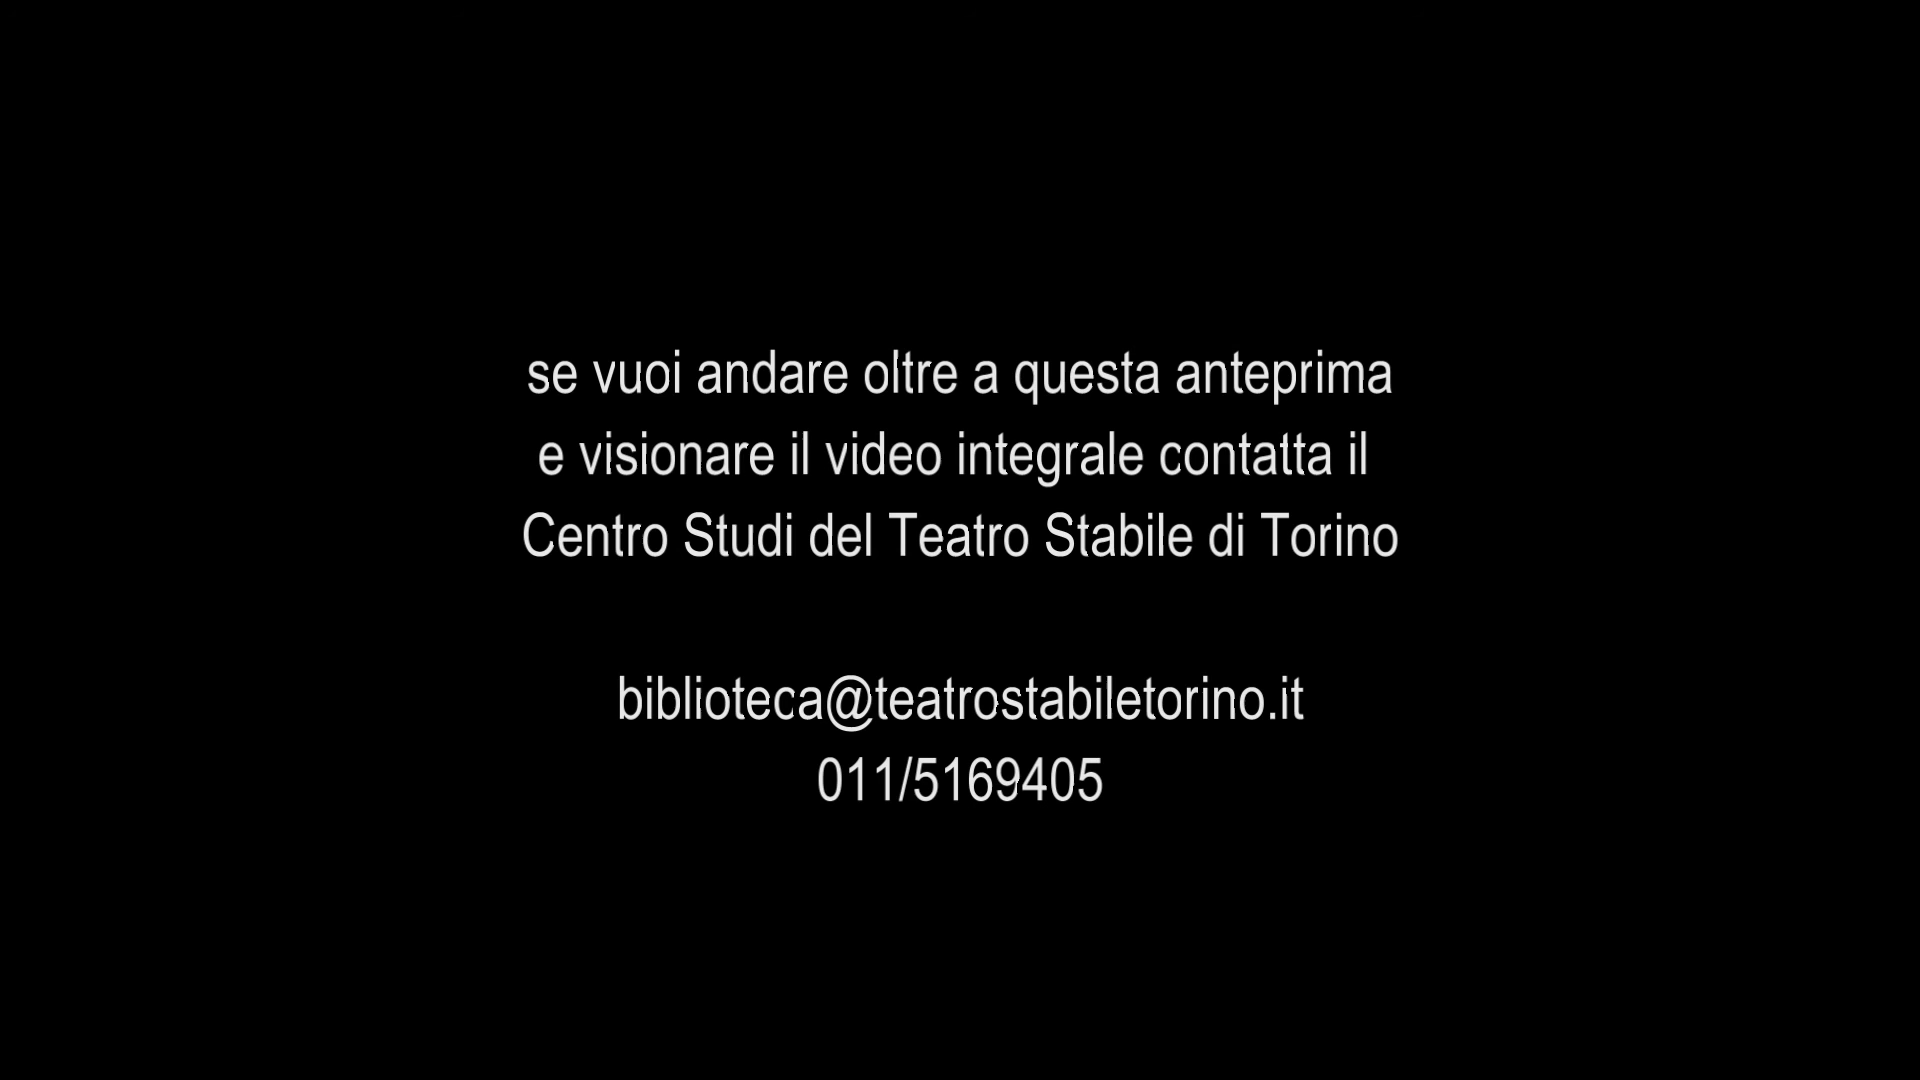 se vuoi andare oltre a questa anteprima
e visionare il video integrale contatta il
Centro Studi del Teatro Stabile di Torino
biblioteca@teatrostabiletorino.it
011/5169405